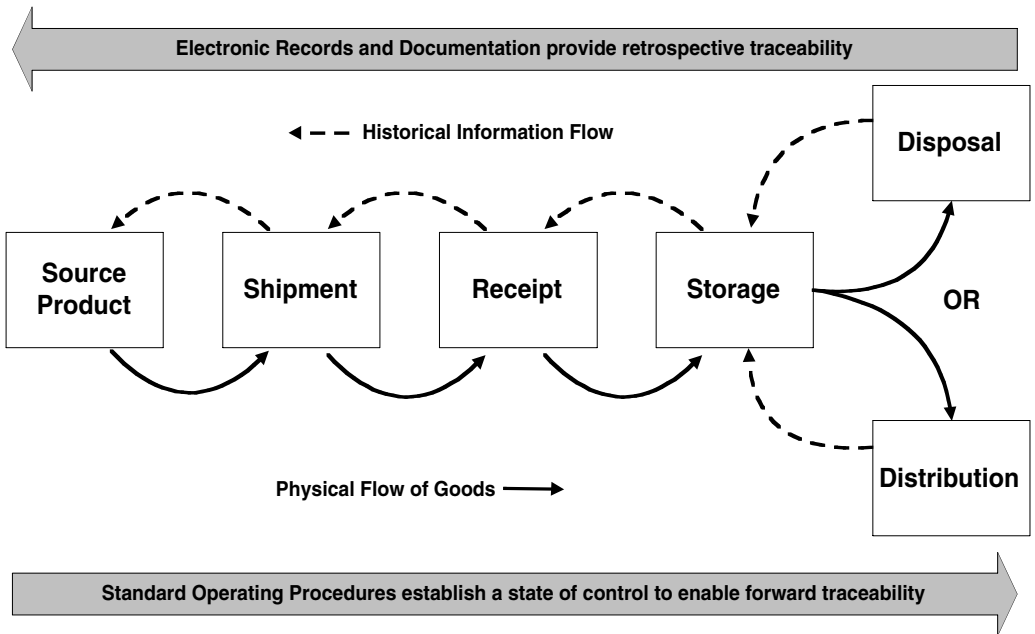 Electronic Records and Documentation provide retrospective traceability
Historical Information Flow
Disposal
Source
Product
Shipment
Receipt
Storage
OR
Distribution
Physical Flow of Goods
Standard Operating Procedures establish a state of control to enable forward traceability